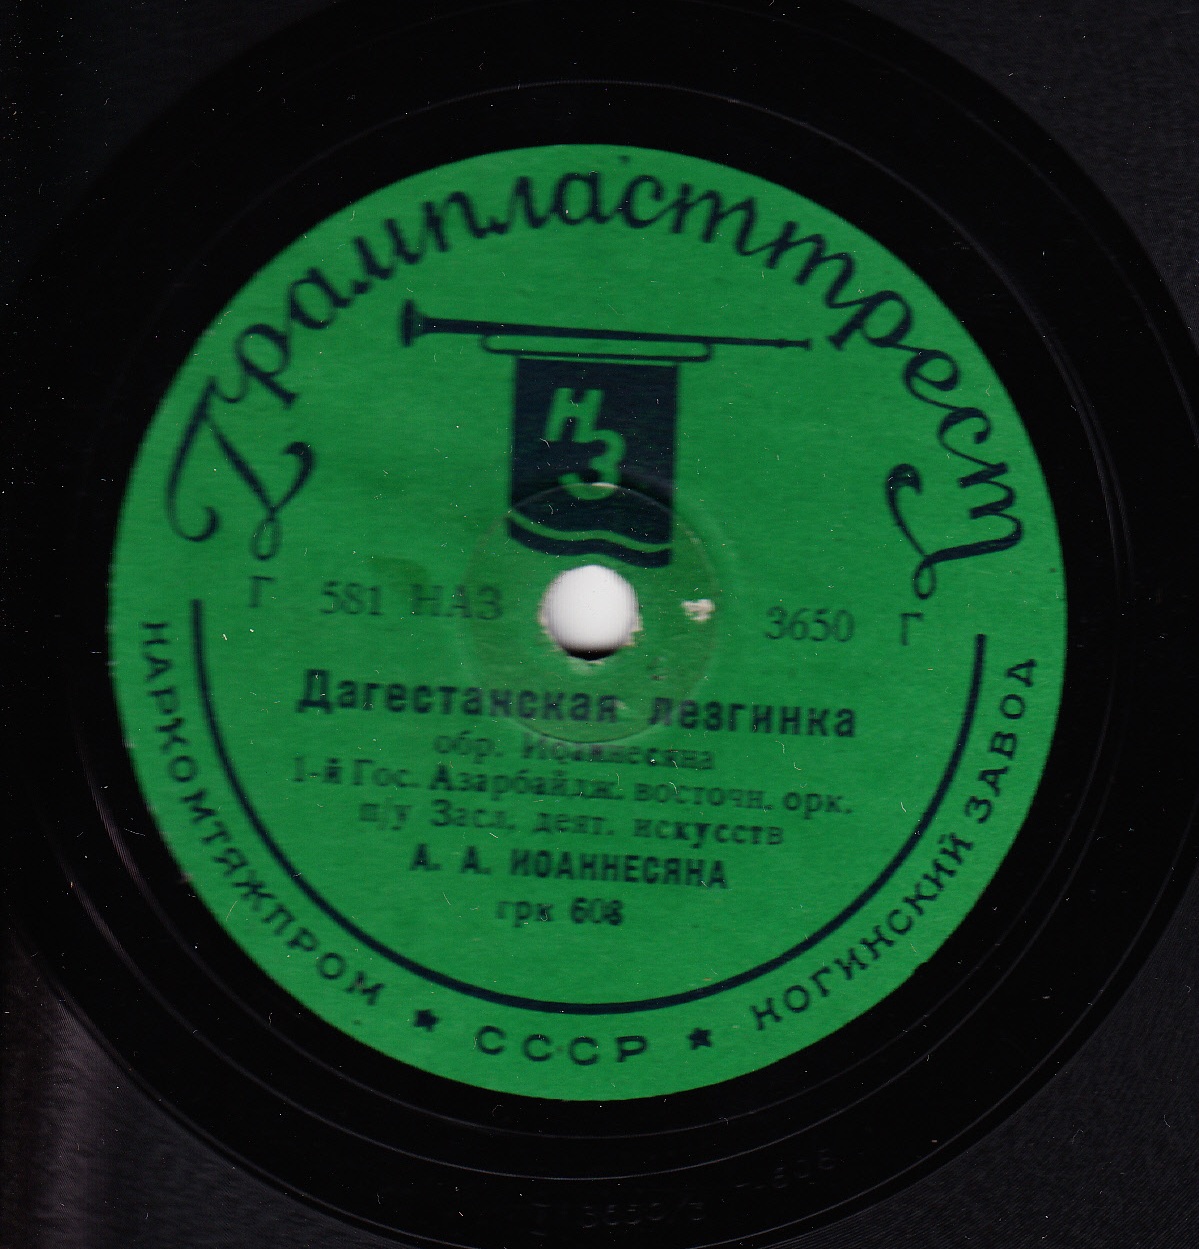 Грампласттрест
НЗ
Г 581 НАЗ 3650 Г
Дагестанская лезгинка
обр. Иоаннесяна
1-й Гос. Азарбайдж. восточн. орк.
п/у Засл. деят. искусств
А. А. ИОАННЕСЯНА
грк 608
НАРКОМТЯЖПРОМ ★ СССР ★ НОГИНСКИЙ ЗАВОД